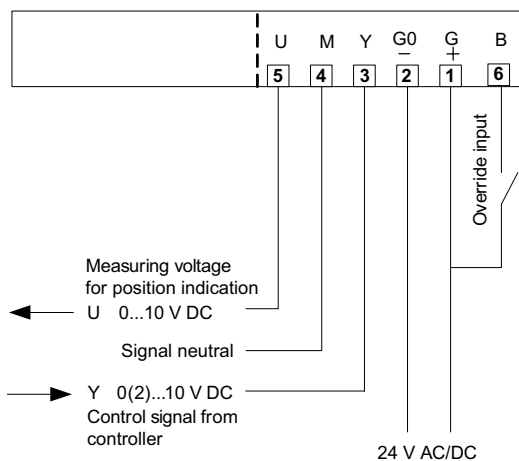 U M Y G0 G B
− +
5 4 3 2 1 6
Override input
Measuring voltage
for position indication
U 0...10 V DC
Signal neutral
Y 0(2)...10 V DC
Control signal from
controller
24 V AC/DC